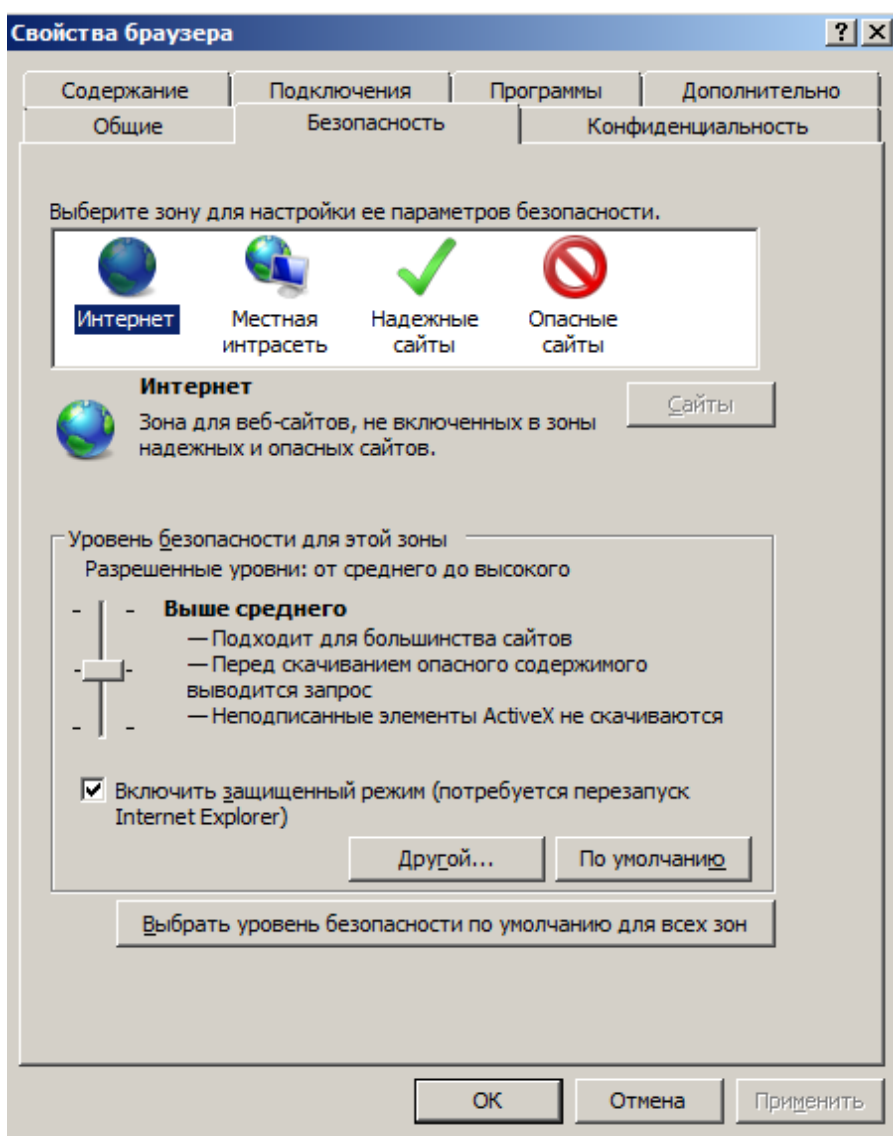 Свойства браузера
Содержание Подключения Программы Дополнительно
Общие Безопасность Конфиденциальность
Выберите зону для настройки ее параметров безопасности.
Интернет Местная интрасеть Надежные сайты Опасные сайты
Интернет
Сайты
Зона для веб-сайтов, не включенных в зоны
надежных и опасных сайтов.
Уровень безопасности для этой зоны
Разрешенные уровни: от среднего до высокого
Выше среднего
— Подходит для большинства сайтов
— Перед скачиванием опасного содержимого
выводится запрос
— Неподписанные элементы ActiveX не скачиваются
Включить защищенный режим (потребуется перезапуск
Internet Explorer)
Другой... По умолчанию
Выбрать уровень безопасности по умолчанию для всех зон
ОК Отмена Применить